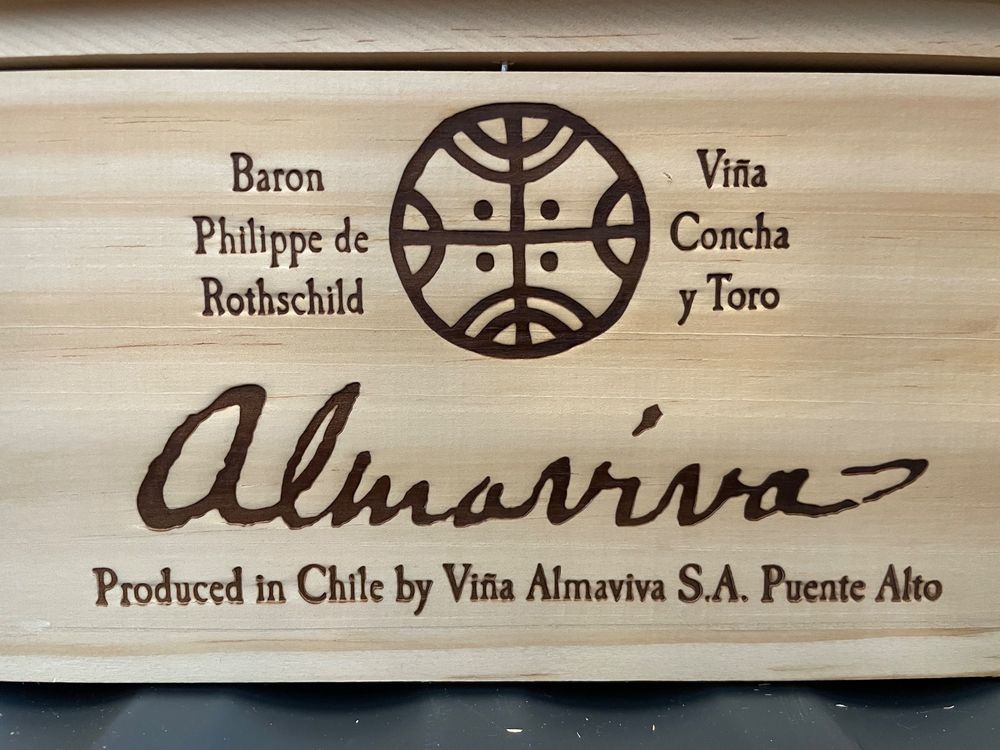 Baron
Philippe de
Rothschild
Viña
Concha
y Toro
Almaviva
Produced in Chile by Viña Almaviva S.A. Puente Alto